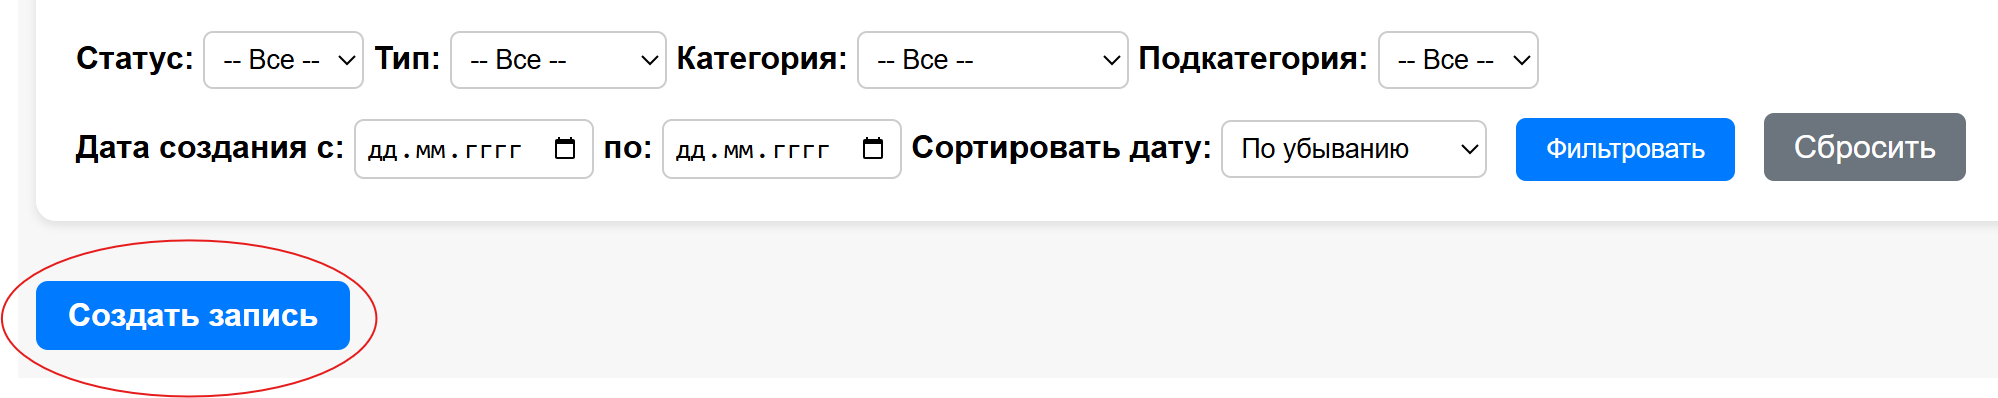 Статус: -- Все -- Тип: -- Все -- Категория: -- Все -- Подкатегория: -- Все --
Дата создания с: дд.мм.гггг по: дд.мм.гггг Сортировать дату: По убыванию Фильтровать Сбросить
Создать запись